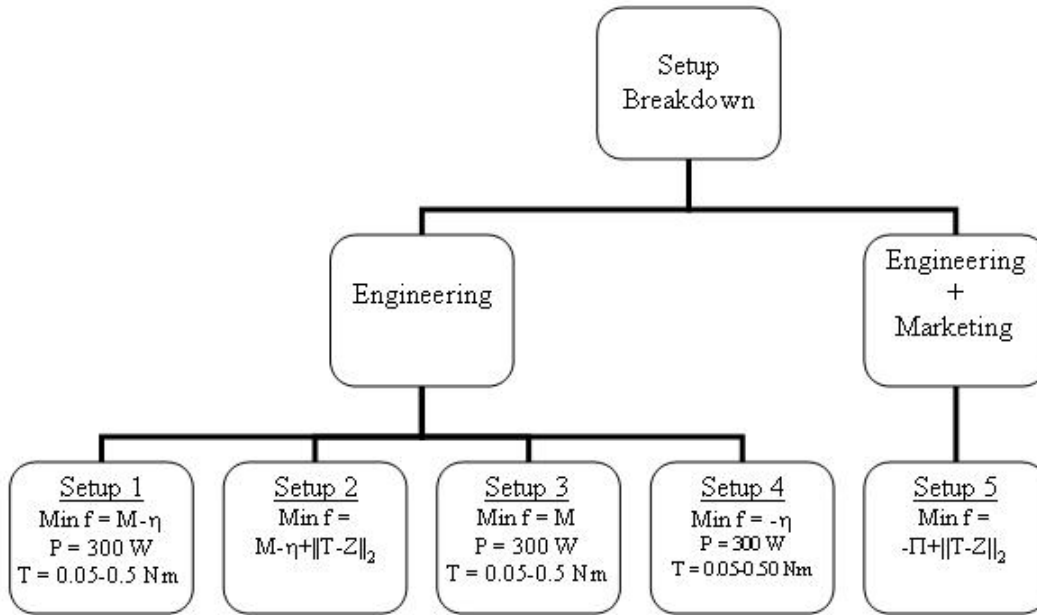 Setup
Breakdown
Engineering
Engineering
+
Marketing
Setup 1
Min f = M-η
P = 300 W
T = 0.05-0.5 Nm
Setup 2
Min f =
M-η+||T-Z||₂
Setup 3
Min f = M
P = 300 W
T = 0.05-0.5 Nm
Setup 4
Min f = -η
P = 300 W
T = 0.05-0.50 Nm
Setup 5
Min f =
-Π+||T-Z||₂